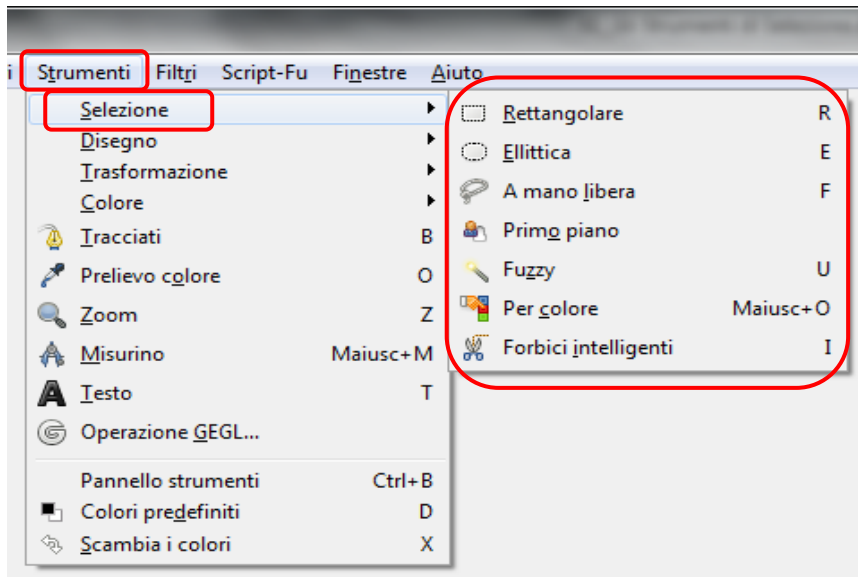 Strumenti Filtri Script-Fu Finestre Aiuto
Selezione
Disegno
Trasformazione
Colore
Tracciati B
Prelievo colore O
Zoom Z
Misurino Maiusc+M
Testo T
Operazione GEGL...
Pannello strumenti Ctrl+B
Colori predefiniti D
Scambia i colori X
Rettangolare R
Ellittica E
A mano libera F
Primo piano
Fuzzy U
Per colore Maiusc+O
Forbici intelligenti I